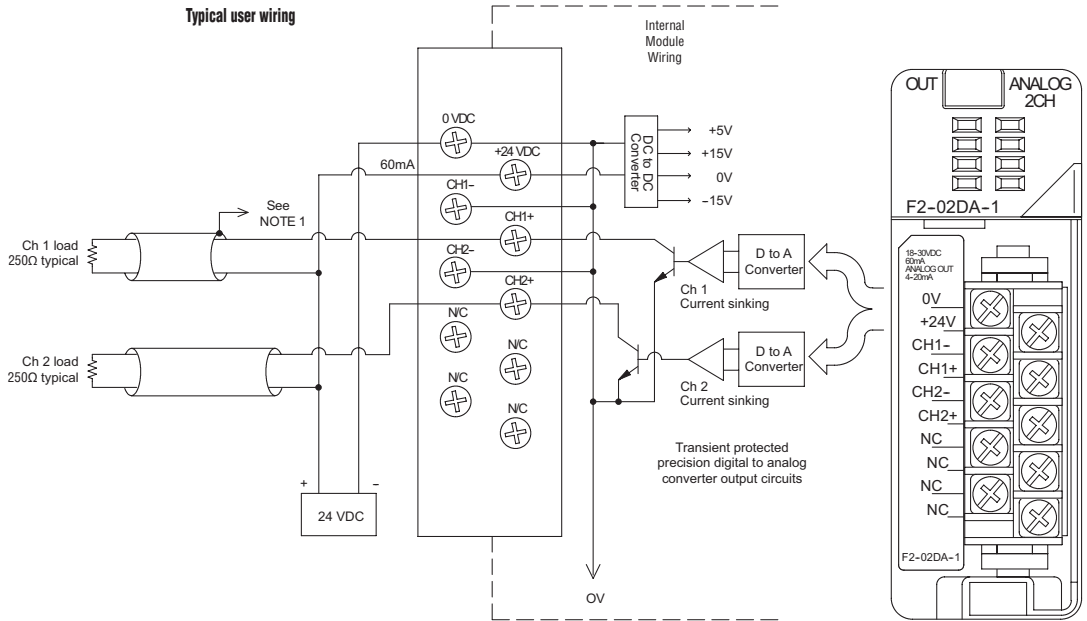 Typical user wiring
Internal
Module
Wiring
0 VDC
+24 VDC
60mA
CH1-
CH1+
CH2-
CH2+
N/C
N/C
N/C
N/C
See
NOTE 1
Ch 1 load
250Ω typical
Ch 2 load
250Ω typical
+
-
24 VDC
DC to DC
Converter
+5V
+15V
0V
-15V
D to A
Converter
Ch 1
Current sinking
D to A
Converter
Ch 2
Current sinking
Transient protected
precision digital to analog
converter output circuits
OV
OUT
ANALOG
2CH
F2-02DA-1
18-30VDC
60mA
ANALOG OUT
4-20mA
0V
+24V
CH1-
CH1+
CH2-
CH2+
NC
NC
NC
NC
F2-02DA-1